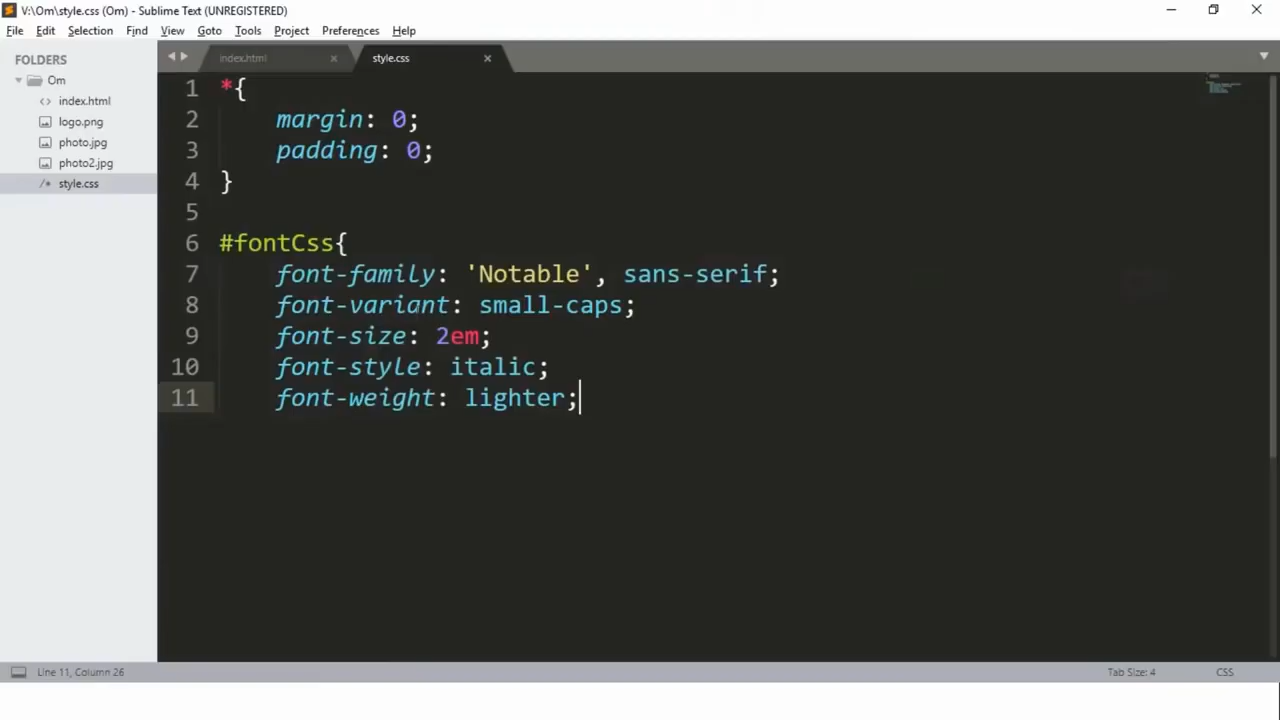 V:\Om\style.css (Om) - Sublime Text (UNREGISTERED)
File Edit Selection Find View Goto Tools Project Preferences Help
FOLDERS
Om
index.html
logo.png
photo.jpg
photo2.jpg
style.css
index.html style.css
1 *{
2 margin: 0;
3 padding: 0;
4 }
5
6 #fontCss{
7 font-family: 'Notable', sans-serif;
8 font-variant: small-caps;
9 font-size: 2em;
10 font-style: italic;
11 font-weight: lighter;
Line 11, Column 26 Tab Size: 4 CSS